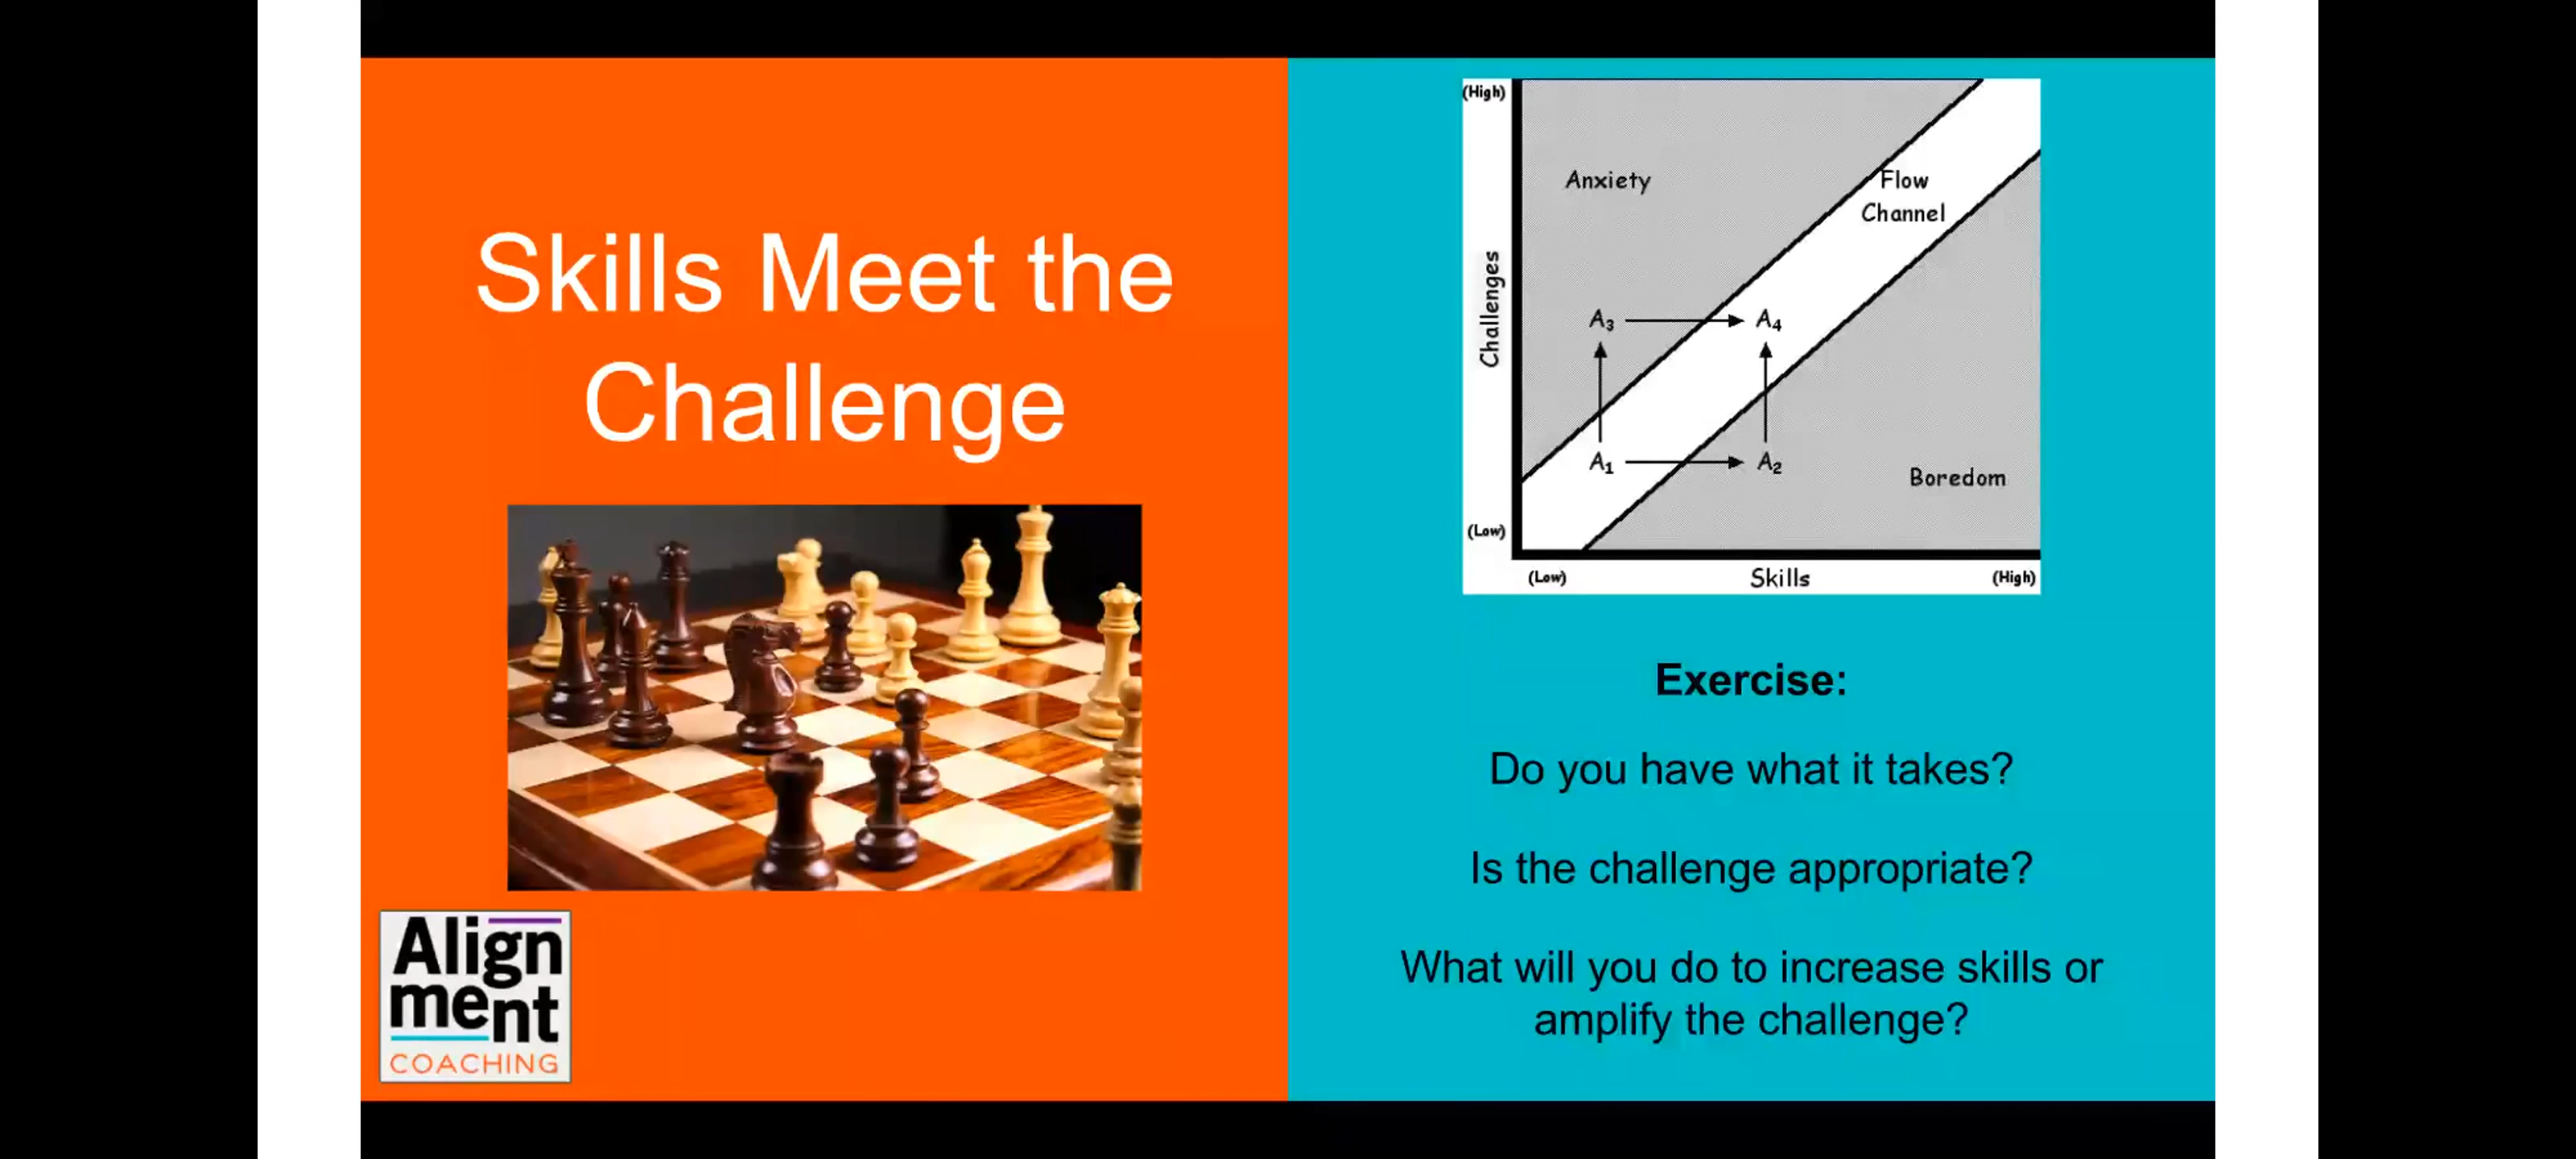 Skills Meet the
Challenge
Align
ment
COACHING
(High)
Anxiety
Flow
Channel
Challenges
A₃
A₄
A₁
A₂
Boredom
(Low)
(Low)
Skills
(High)
Exercise:
Do you have what it takes?
Is the challenge appropriate?
What will you do to increase skills or
amplify the challenge?